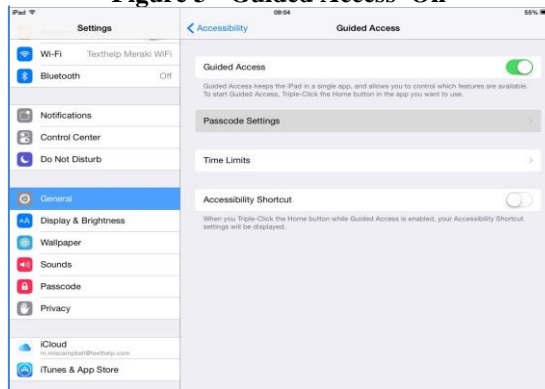 Figure 5 - Guided Access 'On'
iPad
09:54
55%
Settings
Accessibility
Guided Access
Wi-Fi Texthelp Meraki WiFi
Bluetooth Off
Notifications
Control Center
Do Not Disturb
General
Display & Brightness
Wallpaper
Sounds
Passcode
Privacy
iCloud
iTunes & App Store
Guided Access
Guided Access keeps the iPad in a single app, and allows you to control which features are available.
To start Guided Access, Triple-Click the Home button in the app you want to use.
Passcode Settings
Time Limits
Accessibility Shortcut
When you Triple-Click the Home button while Guided Access is enabled, your Accessibility Shortcut
settings will be displayed.